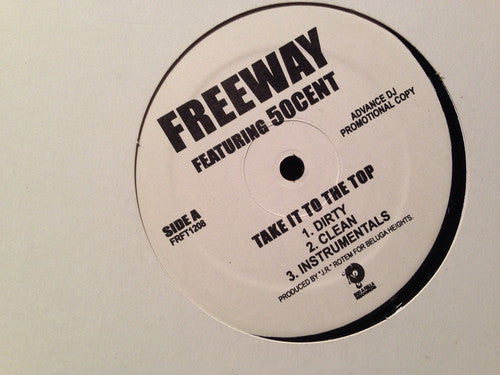 FREEWAY
FEATURING 50CENT
ADVANCE DJ
PROMOTIONAL COPY
SIDE A
FRFT1206
TAKE IT TO THE TOP
1. DIRTY
2. CLEAN
3. INSTRUMENTALS
PRODUCED BY "J.R." ROTEM FOR BELUGA HEIGHTS.